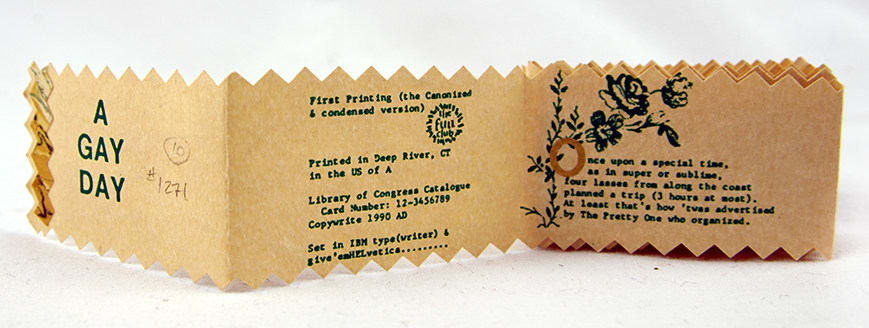 A
GAY
DAY
10
#1271
First Printing (the Canonized
& condensed version)
the
Full
club
Printed in Deep River, CT
in the US of A
Library of Congress Catalogue
Card Number: 12-3456789
Copywrite 1990 AD
Set in IBM type(writer) &
give'emHELvetica.........
Once upon a special time,
as in super or sublime,
four lasses from along the coast
planned a trip (3 hours at most).
At least that's how 'twas advertised
by The Pretty One who organized.